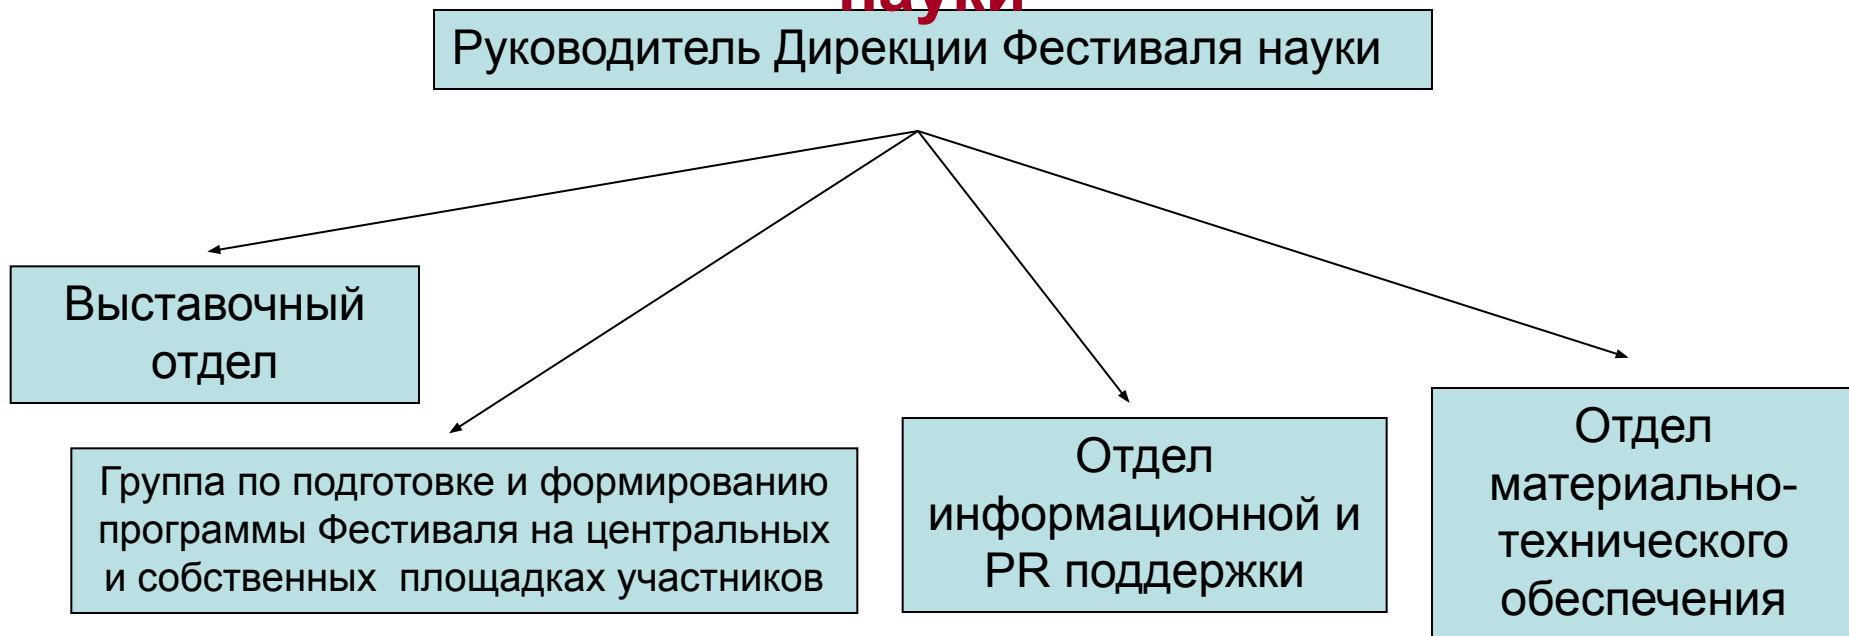 науки
Руководитель Дирекции Фестиваля науки
Выставочный
отдел
Группа по подготовке и формированию
программы Фестиваля на центральных
и собственных площадках участников
Отдел
информационной и
PR поддержки
Отдел
материально-
технического
обеспечения